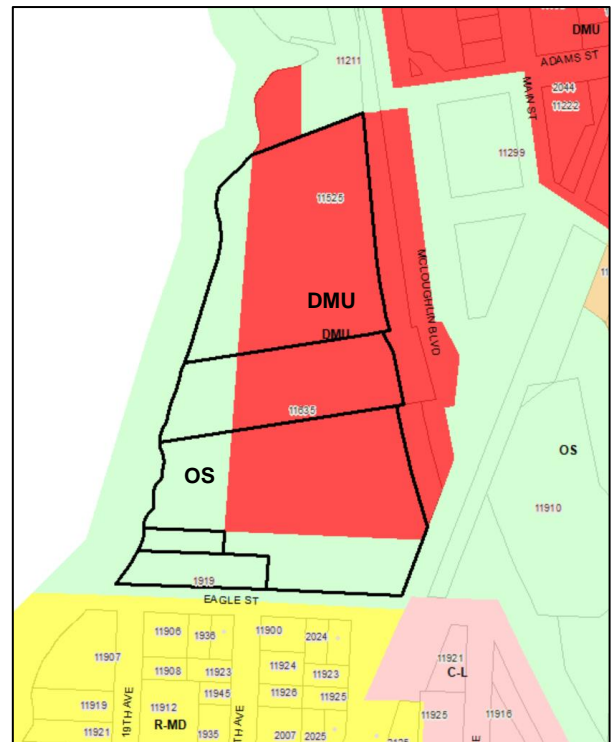 DMU
ADAMS ST
11211
MAIN ST
2044
11222
11299
11525
MCLOUGHLIN BLVD
DMU
DMU
11635
OS
OS
11910
1919
EAGLE ST
11906
1936
11900
2024
11907
11908
11923
11924
11923
11921
C-L
11945
11926
11925
11919
19TH AVE
11912
R-MD
TH AVE
11925
11916
11921
1935
2007
2025
E